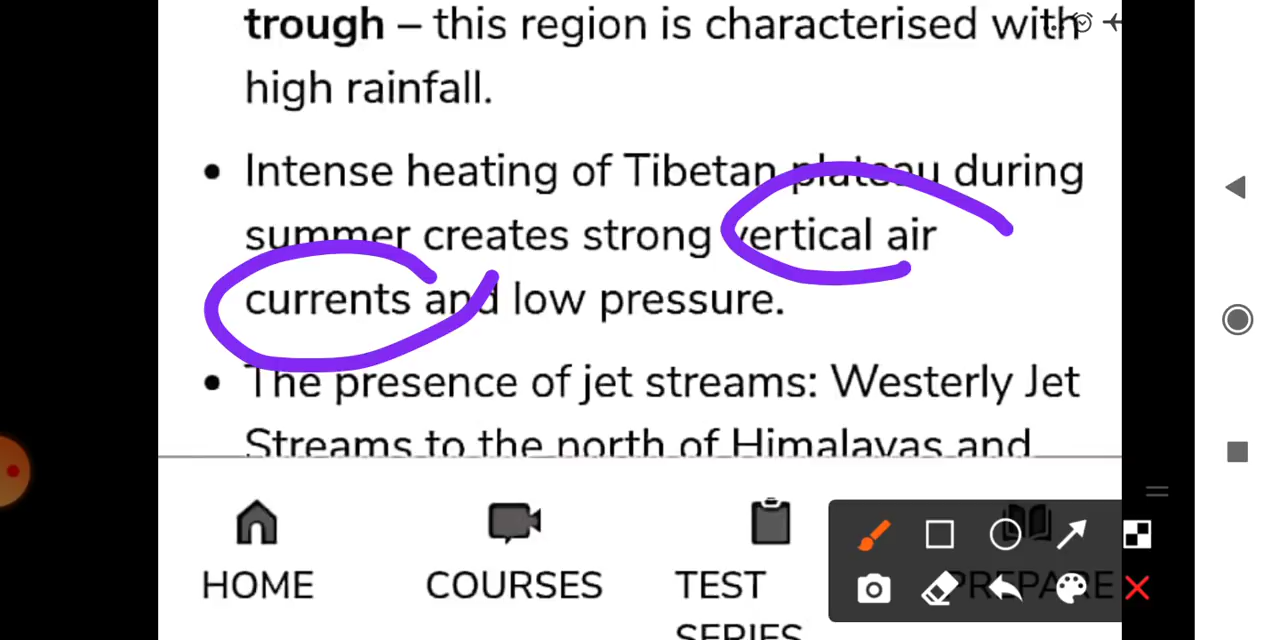 trough – this region is characterised with
high rainfall.
• Intense heating of Tibetan plateau during
summer creates strong vertical air
currents and low pressure.
• The presence of jet streams: Westerly Jet
Streams to the north of Himalayas and
HOME
COURSES
TEST
SERIES
PREPARE